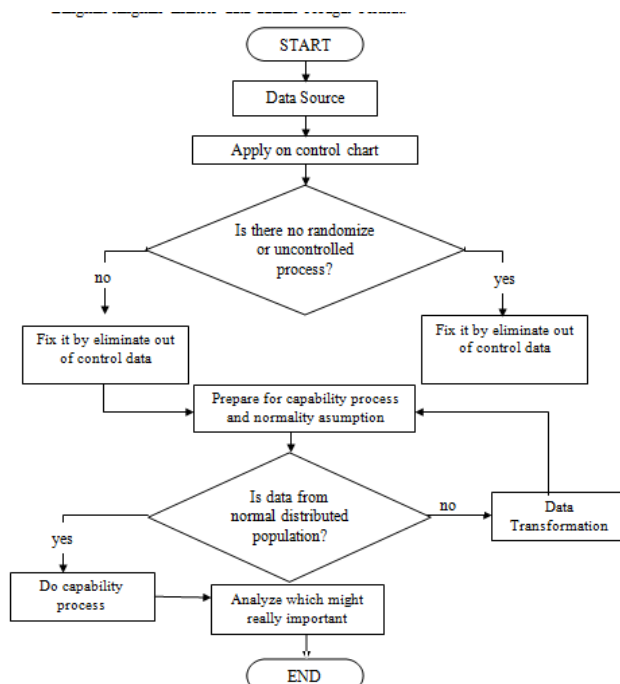 START
Data Source
Apply on control chart
Is there no randomize
or uncontrolled
process?
no
yes
Fix it by eliminate out
of control data
Fix it by eliminate out
of control data
Prepare for capability process
and normality asumption
Is data from
normal distributed
population?
no
Data
Transformation
yes
Do capability
process
Analyze which might
really important
END